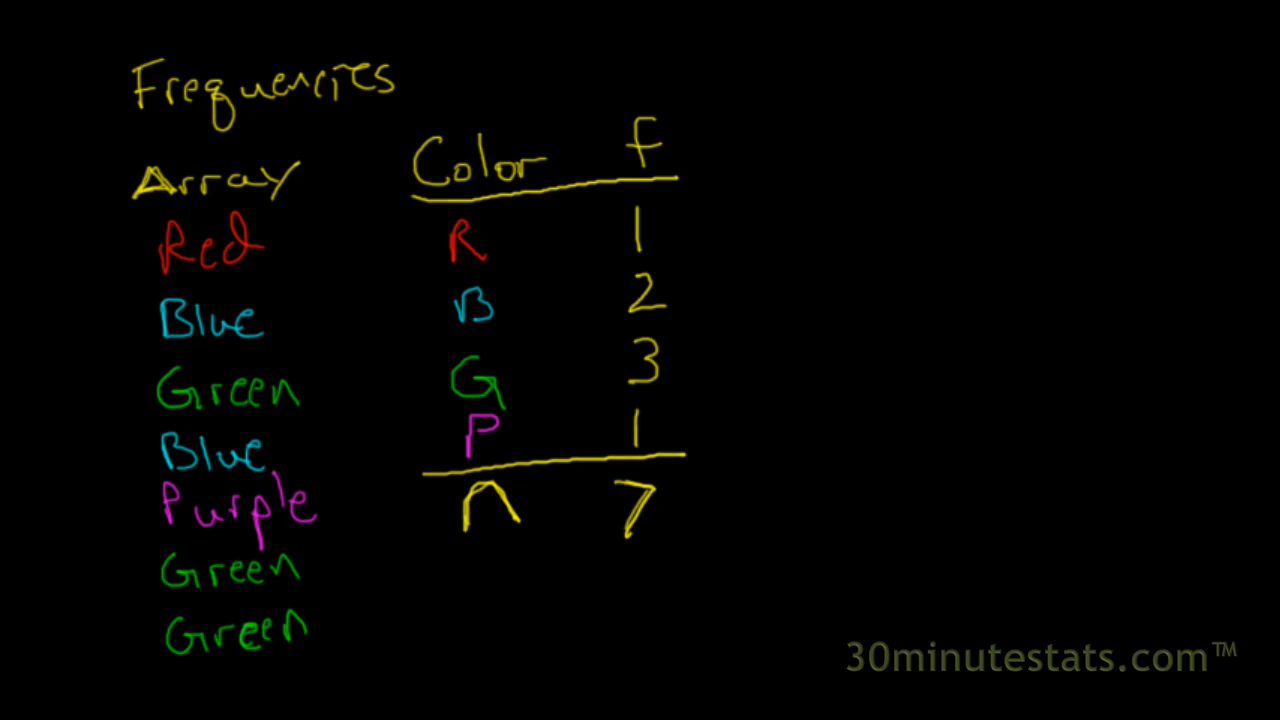 Frequencies
Array
Red
Blue
Green
Blue
Purple
Green
Green
Color f
R 1
B 2
G 3
P 1
n 7
30minutestats.com™